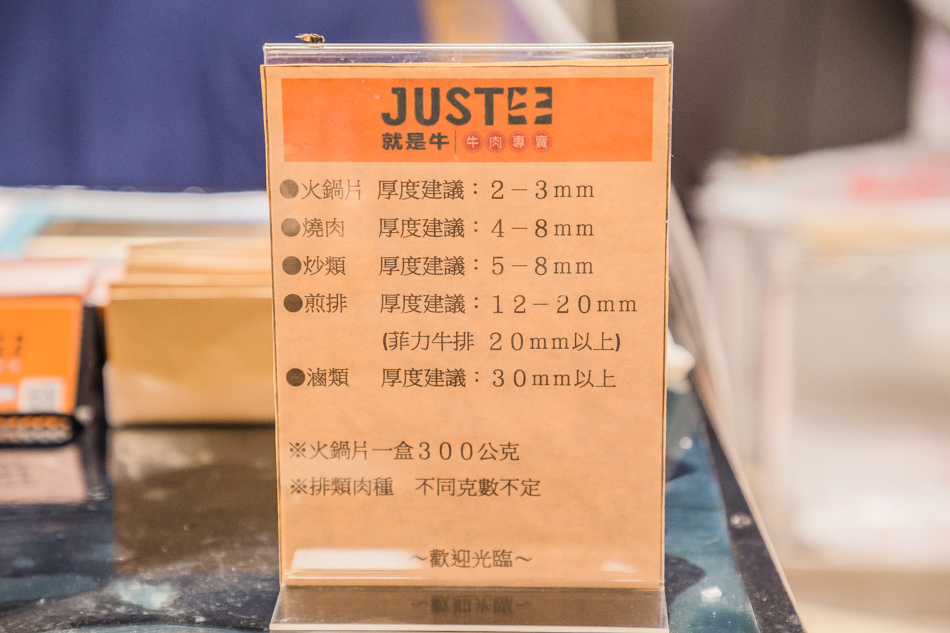 JUST
就是牛 牛肉專賣
●火鍋片 厚度建議：２－３mm
●燒肉 厚度建議：４－８mm
●炒類 厚度建議：５－８mm
●煎排 厚度建議：１２－２０mm
(菲力牛排 ２０mm以上)
●滷類 厚度建議：３０mm以上
※火鍋片一盒３００公克
※排類肉種 不同克數不定
～歡迎光臨～